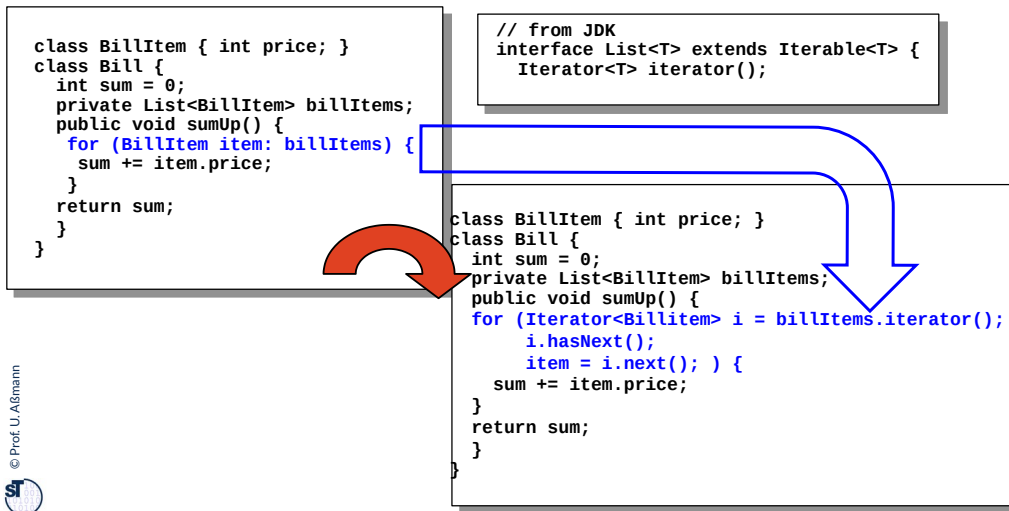 class BillItem { int price; }
class Bill {
int sum = 0;
private List<BillItem> billItems;
public void sumUp() {
for (BillItem item: billItems) {
sum += item.price;
}
return sum;
}
}
// from JDK
interface List<T> extends Iterable<T> {
Iterator<T> iterator();
class BillItem { int price; }
class Bill {
int sum = 0;
private List<BillItem> billItems;
public void sumUp() {
for (Iterator<Billitem> i = billItems.iterator();
i.hasNext();
item = i.next(); ) {
sum += item.price;
}
return sum;
}
}
© Prof. U. Aßmann
sT